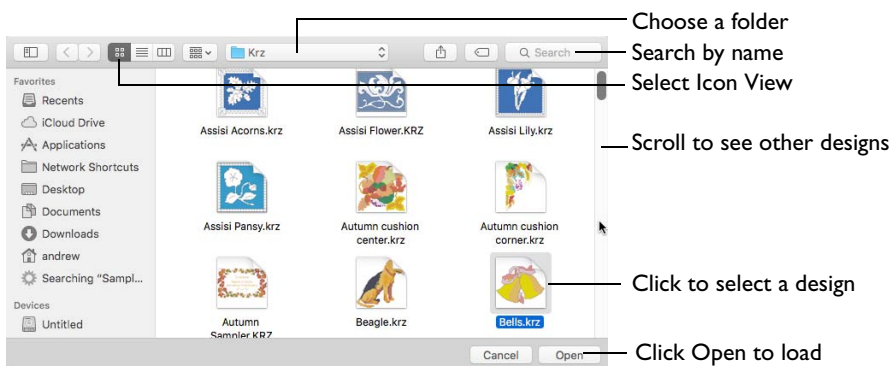 Choose a folder
Krz
Search
Search by name
Select Icon View
Favorites
Recents
iCloud Drive
Applications
Network Shortcuts
Desktop
Documents
Downloads
andrew
Searching "Sampl...
Devices
Untitled
Assisi Acorns.krz
Assisi Flower.KRZ
Assisi Lily.krz
Scroll to see other designs
Assisi Pansy.krz
Autumn cushion
center.krz
Autumn cushion
corner.krz
Click to select a design
Autumn
Sampler.KRZ
Beagle.krz
Bells.krz
Cancel
Open
Click Open to load